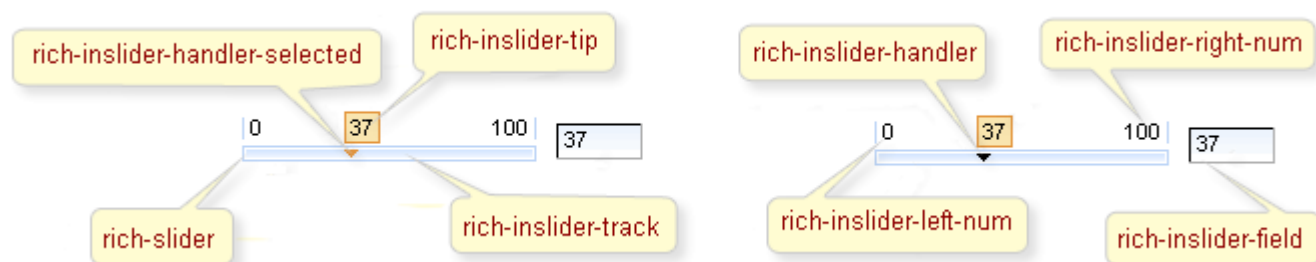 rich-inslider-handler-selected
rich-inslider-tip
0
37
100
37
rich-slider
rich-inslider-track
rich-inslider-handler
rich-inslider-right-num
0
37
100
37
rich-inslider-left-num
rich-inslider-field